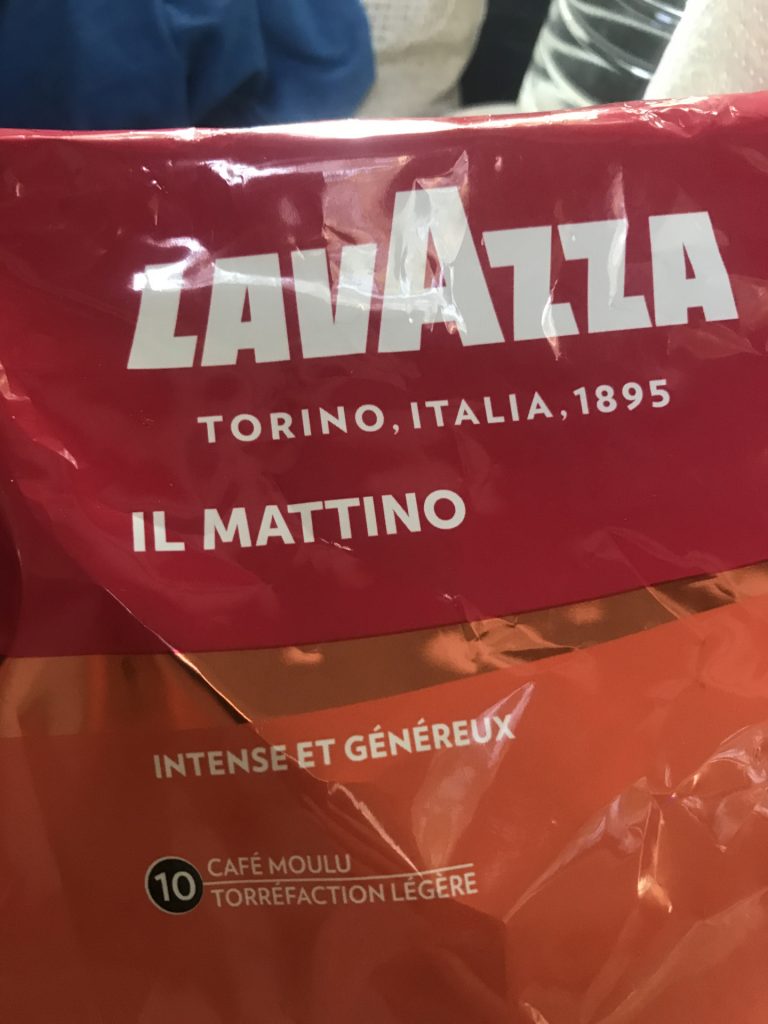 LAVAZZA
TORINO, ITALIA, 1895
IL MATTINO
INTENSE ET GÉNÉREUX
10 CAFÉ MOULU
TORRÉFACTION LÉGÈRE